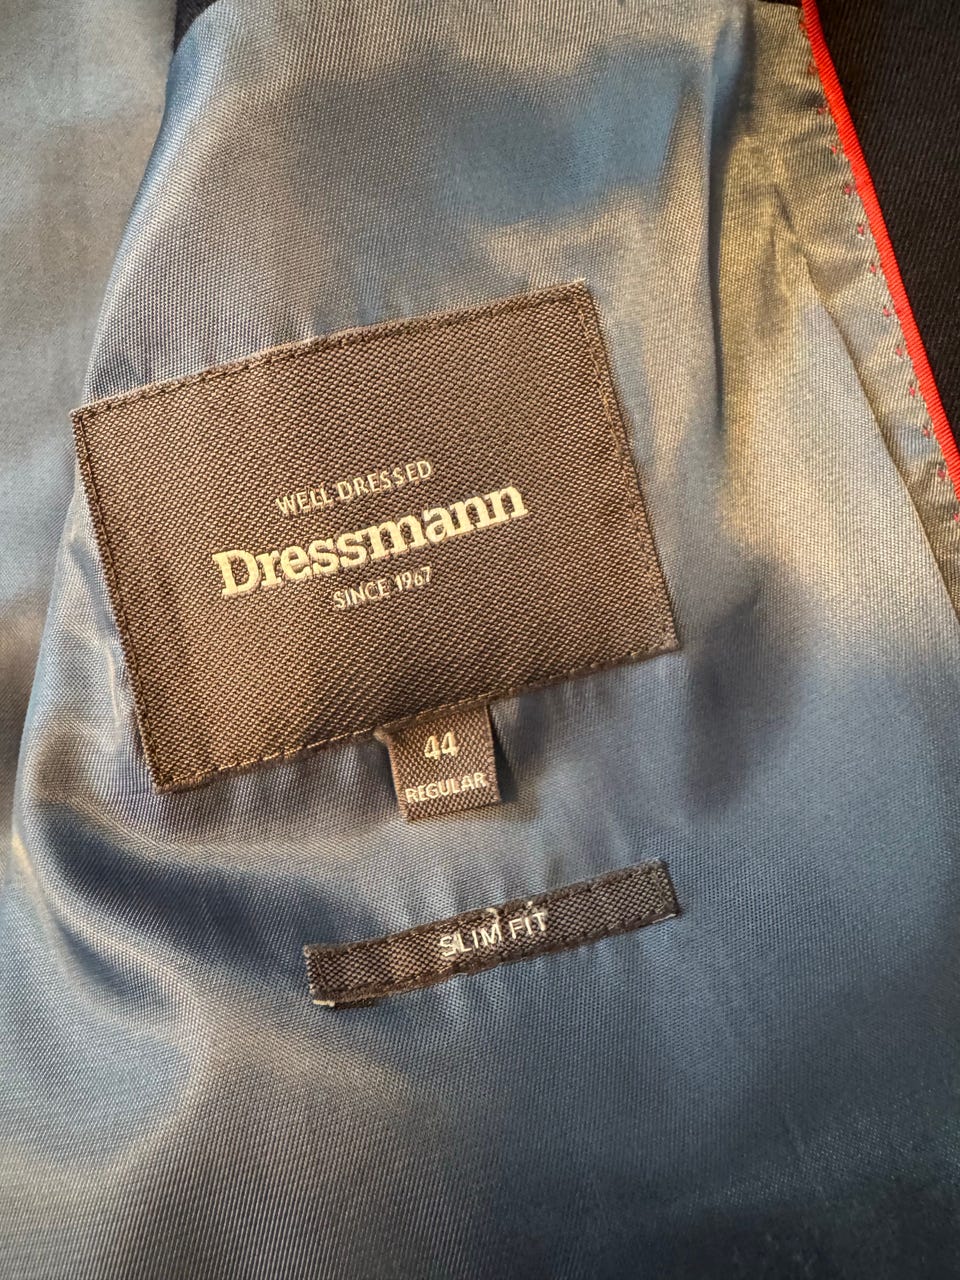 WELL DRESSED
Dressmann
SINCE 1967
44
REGULAR
SLIM FIT